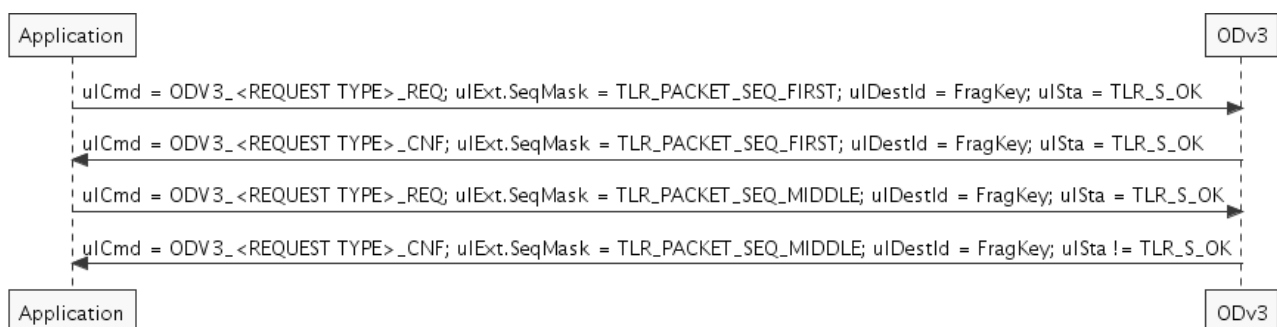 Application ODv3
ulCmd = ODV3_<REQUEST TYPE>_REQ; ulExt.SeqMask = TLR_PACKET_SEQ_FIRST; ulDestId = FragKey; ulSta = TLR_S_OK
ulCmd = ODV3_<REQUEST TYPE>_CNF; ulExt.SeqMask = TLR_PACKET_SEQ_FIRST; ulDestId = FragKey; ulSta = TLR_S_OK
ulCmd = ODV3_<REQUEST TYPE>_REQ; ulExt.SeqMask = TLR_PACKET_SEQ_MIDDLE; ulDestId = FragKey; ulSta = TLR_S_OK
ulCmd = ODV3_<REQUEST TYPE>_CNF; ulExt.SeqMask = TLR_PACKET_SEQ_MIDDLE; ulDestId = FragKey; ulSta != TLR_S_OK
Application ODv3